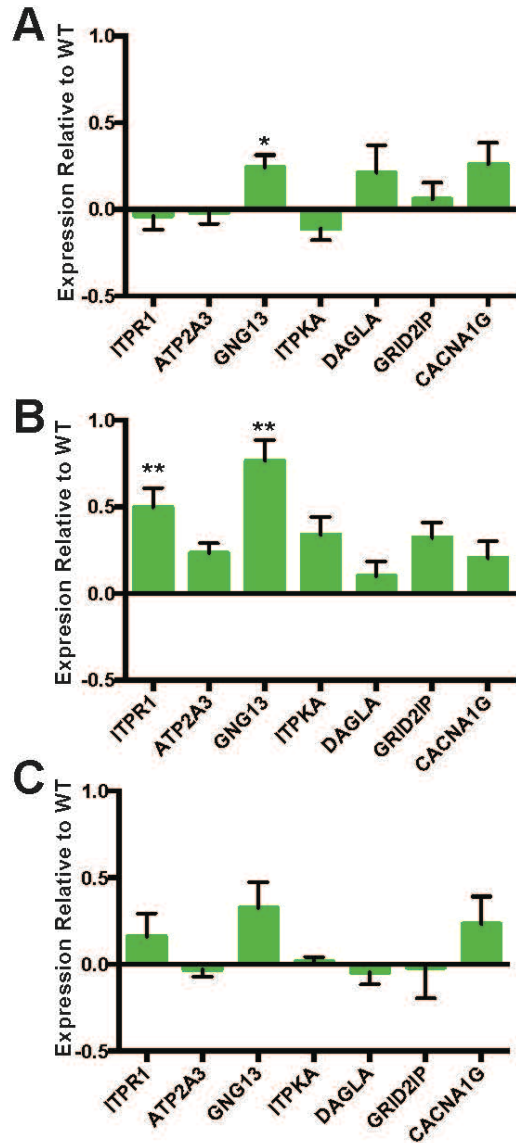 A
Expression Relative to WT
1.0
0.5
0.0
-0.5
*
ITPR1
ATP2A3
GNG13
ITPKA
DAGLA
GRID2IP
CACNA1G
B
Expresion Relative to WT
1.0
0.5
0.0
-0.5
**
**
ITPR1
ATP2A3
GNG13
ITPKA
DAGLA
GRID2IP
CACNA1G
C
Expression Relative to WT
1.0
0.5
0.0
-0.5
ITPR1
ATP2A3
GNG13
ITPKA
DAGLA
GRID2IP
CACNA1G